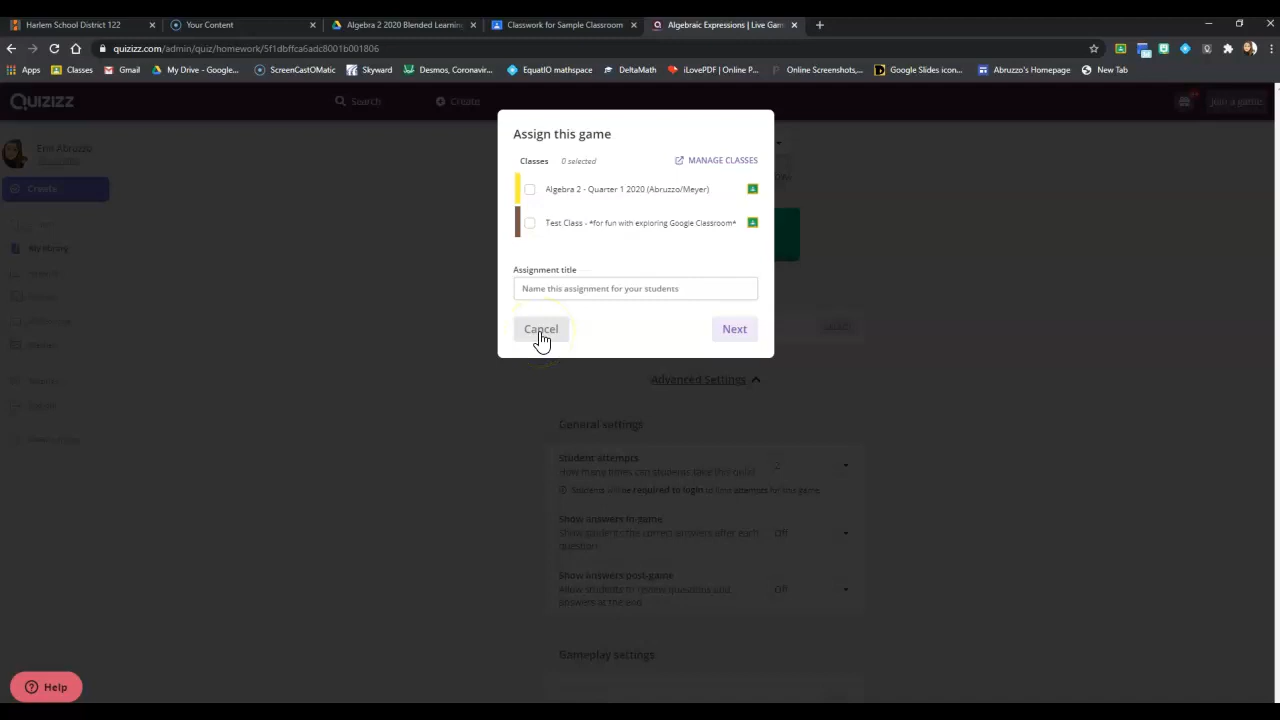 Harlem School District 122
Your Content
Algebra 2 2020 Blended Learning
Classwork for Sample Classroom
Algebraic Expressions | Live Gam
quizizz.com/admin/quiz/homework/5f1dbffca6adc8001b001806
Apps
Classes
Gmail
My Drive - Google...
ScreenCastOMatic
Skyward
Desmos, Coronavir...
EquatIO mathspace
DeltaMath
iLovePDF | Online P...
Online Screenshots,...
Google Slides icon...
Abruzzo's Homepage
New Tab
Quizizz
Search
Create
Join a game
Erin Abruzzo
Create
My library
Assign this game
Classes 0 selected MANAGE CLASSES
Algebra 2 - Quarter 1 2020 (Abruzzo/Meyer)
Test Class - *for fun with exploring Google Classroom*
Assignment title
Name this assignment for your students
Cancel Next
Advanced Settings
General settings
Student attempts
How many times can students take this quiz?
2
Students will be required to login to limit attempts for this game.
Show answers in-game
Show students the correct answers after each
question.
Off
Show answers post-game
Allow students to review questions and
answers at the end
Off
Gameplay settings
Help